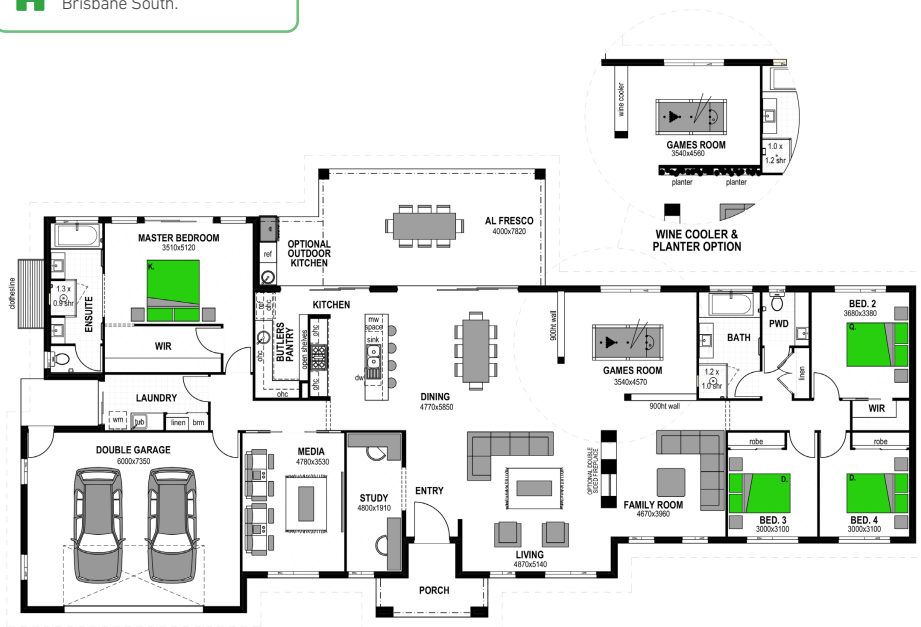 Brisbane South.
wine cooler
GAMES ROOM
3540x4560
1.0 x
1.2 shr
planter
planter
WINE COOLER &
PLANTER OPTION
MASTER BEDROOM
3510x5120
K.
clothesline
1.3 x
0.9 shr
ENSUITE
WIR
ref
OPTIONAL
OUTDOOR
KITCHEN
AL FRESCO
4000x7820
KITCHEN
ref
ohc
BUTLERS
PANTRY
ohc
ohc
open shelves
ohc
ohc
mw
space
sink
dw
DINING
4770x5850
900ht wall
GAMES ROOM
3540x4570
900ht wall
BATH
1.2 x
1.0 shr
PWD
linen
BED. 2
3680x3380
Q.
WIR
LAUNDRY
wm
tub
linen
brm
DOUBLE GARAGE
6000x7350
MEDIA
4780x3530
STUDY
4800x1910
ENTRY
PORCH
LIVING
4870x5140
OPTIONAL DOUBLE
SIDED FIREPLACE
FAMILY ROOM
4670x3960
robe
D.
BED. 3
3000x3100
robe
D.
BED. 4
3000x3100